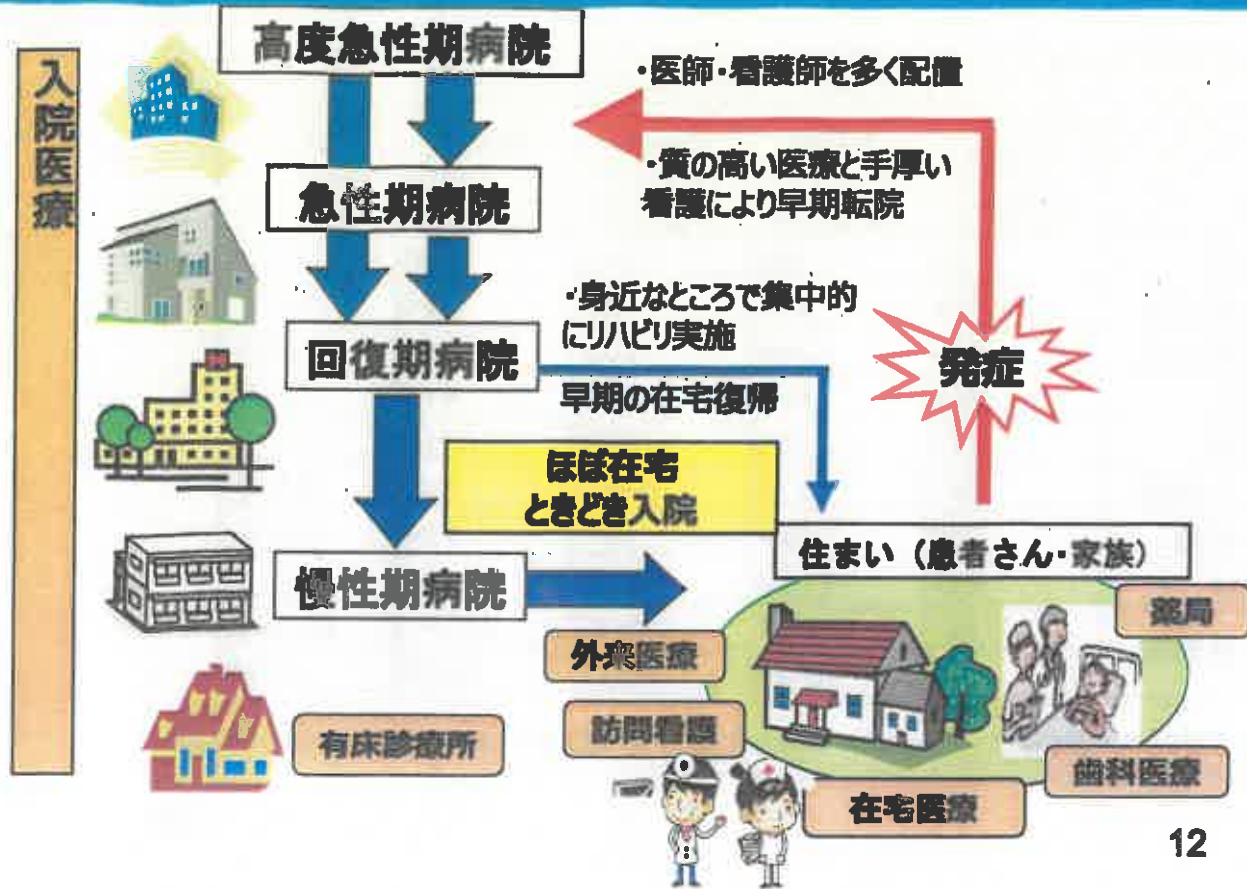 入院医療
高度急性期病院
・医師・看護師を多く配置
・質の高い医療と手厚い
看護により早期転院
急性期病院
・身近なところで集中的
にリハビリ実施
回復期病院
発症
早期の在宅復帰
ほぼ在宅
ときどき入院
住まい（患者さん・家族）
慢性期病院
薬局
外来医療
訪問看護
有床診療所
歯科医療
在宅医療
12